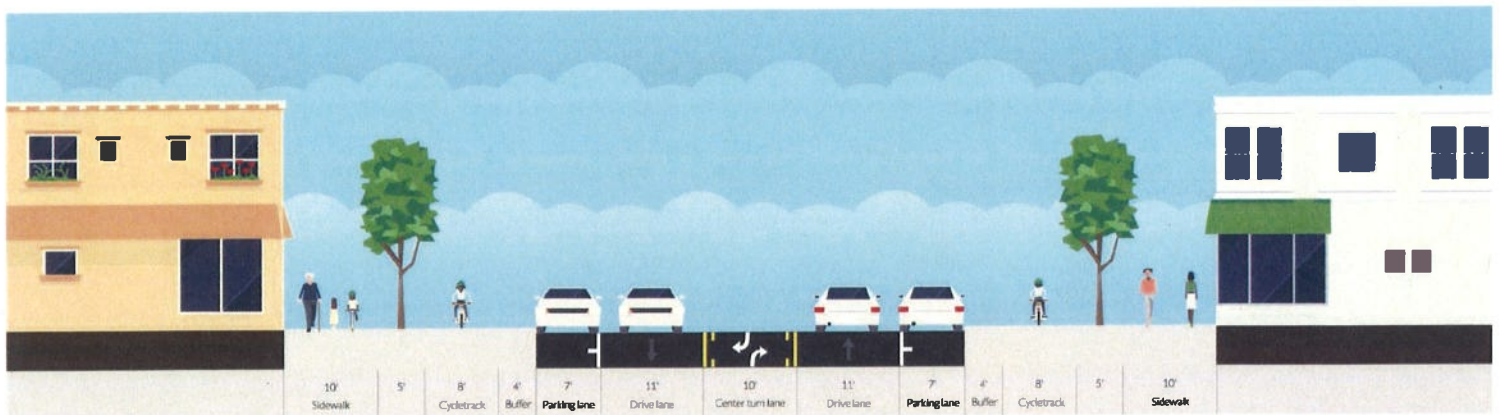 10' 5' 8' 4' 7' 11' 10' 11' 7' 4' 8' 5' 10'
Sidewalk Cycletrack Buffer Parking lane Drive lane Center turn lane Drive lane Parking lane Buffer Cycletrack Sidewalk